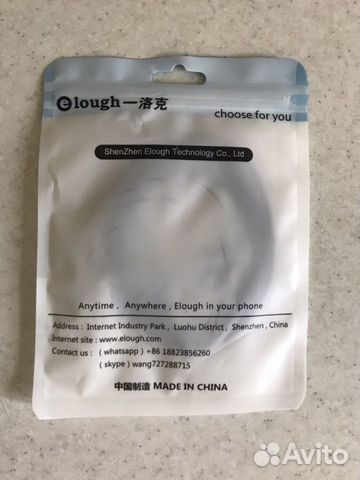 elough一洛克
choose for you
ShenZhen Elough Technology Co., Ltd
Anytime , Anywhere , Elough in your phone
Address : Internet Industry Park , Luohu District , Shenzhen , China
Internet site : www.elough.com
Contact us : ( whatsapp ) +86 18823856260
( skype ) wang727288715
中国制造 MADE IN CHINA
Avito